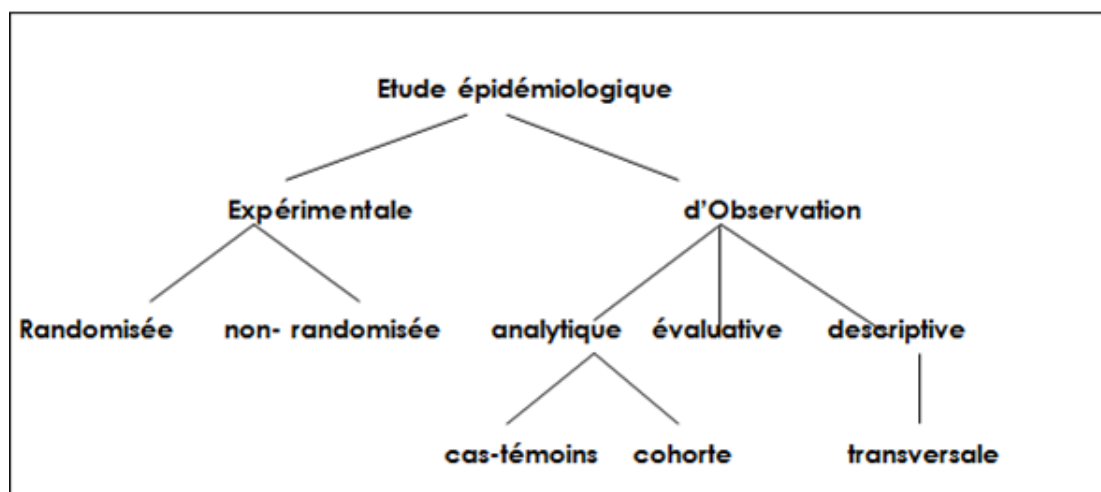 Etude épidémiologique
Expérimentale d'Observation
Randomisée non- randomisée analytique évaluative descriptive
cas-témoins cohorte transversale